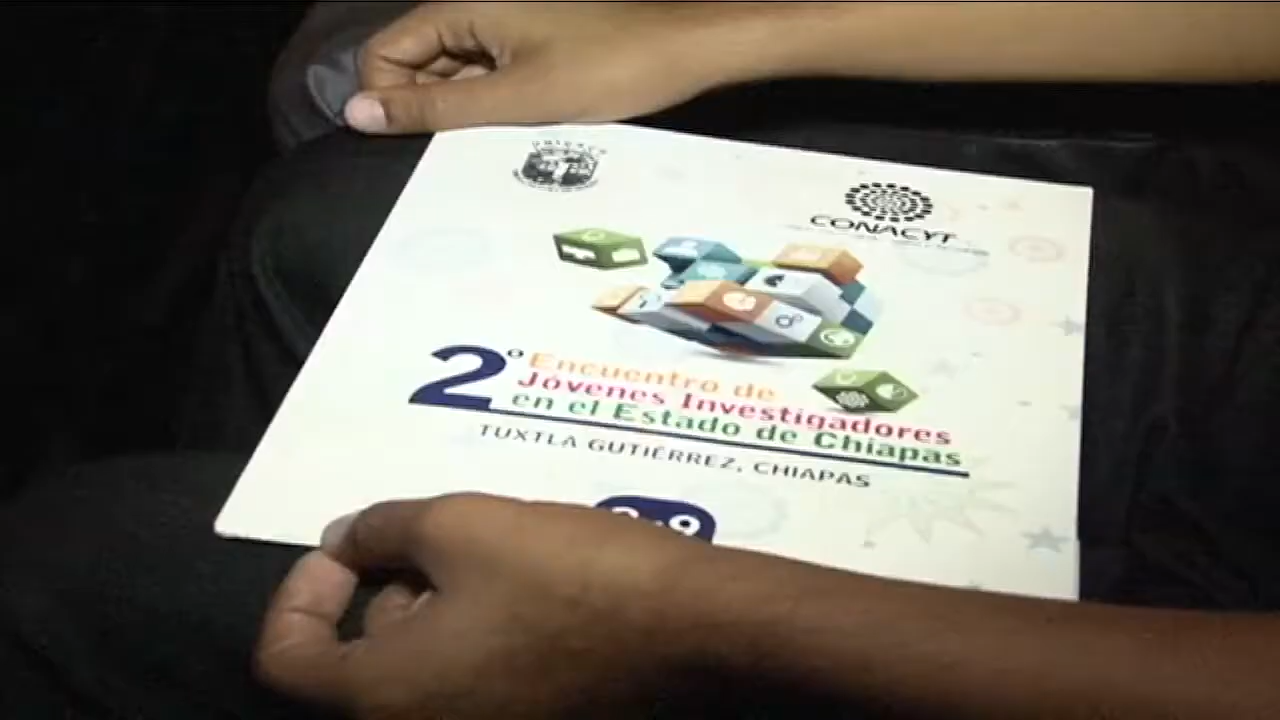 CONACYT
2° Encuentro de
Jóvenes Investigadores
en el Estado de Chiapas
TUXTLA GUTIÉRREZ, CHIAPAS